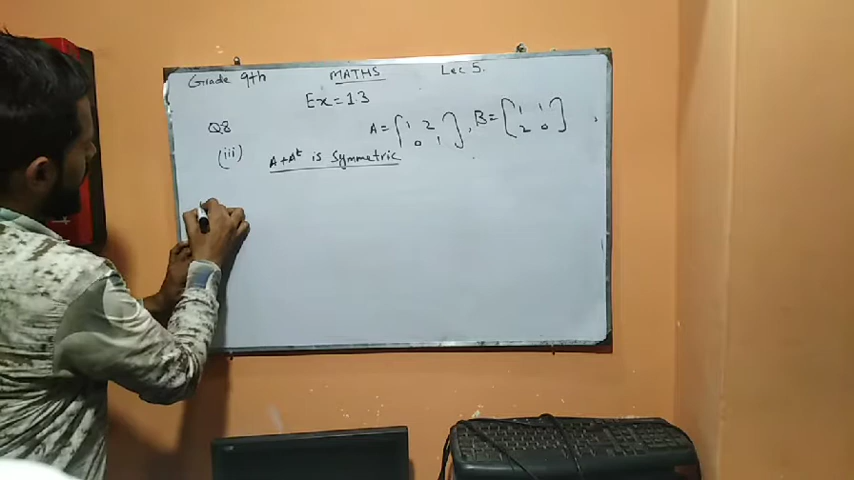 Grade 9th MATHS Lec 5.
Ex = 1.3
Q8 A = [1 2 0 1], B = [1 1 2 0],
(iii) A + Aᵗ is Symmetric